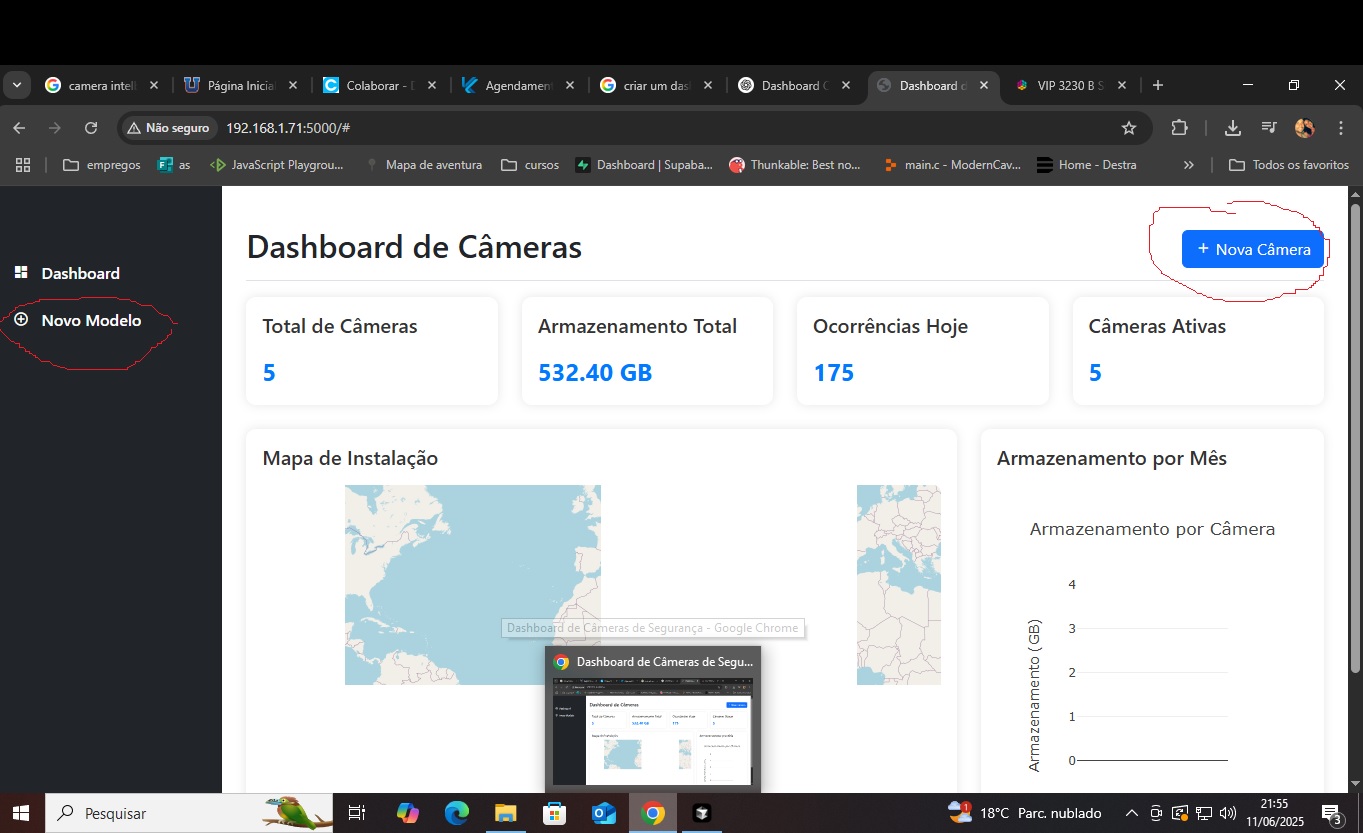 camera intel
Página Inicia
Colaborar - 
Agendamen
criar um das
Dashboard C
Dashboard d
VIP 3230 B S
Não seguro
192.168.1.71:5000/#
empregos
as
JavaScript Playgrou...
Mapa de aventura
cursos
Dashboard | Supaba...
Thunkable: Best no...
main.c - ModernCav...
Home - Destra
»
Todos os favoritos
Dashboard
Novo Modelo
Dashboard de Câmeras
+ Nova Câmera
Total de Câmeras
5
Armazenamento Total
532.40 GB
Ocorrências Hoje
175
Câmeras Ativas
5
Mapa de Instalação
Armazenamento por Mês
Armazenamento por Câmera
4
3
2
1
0
Armazenamento (GB)
Dashboard de Câmeras de Segurança - Google Chrome
Dashboard de Câmeras de Segu...
Pesquisar
1
18°C Parc. nublado
21:55
11/06/2025
3